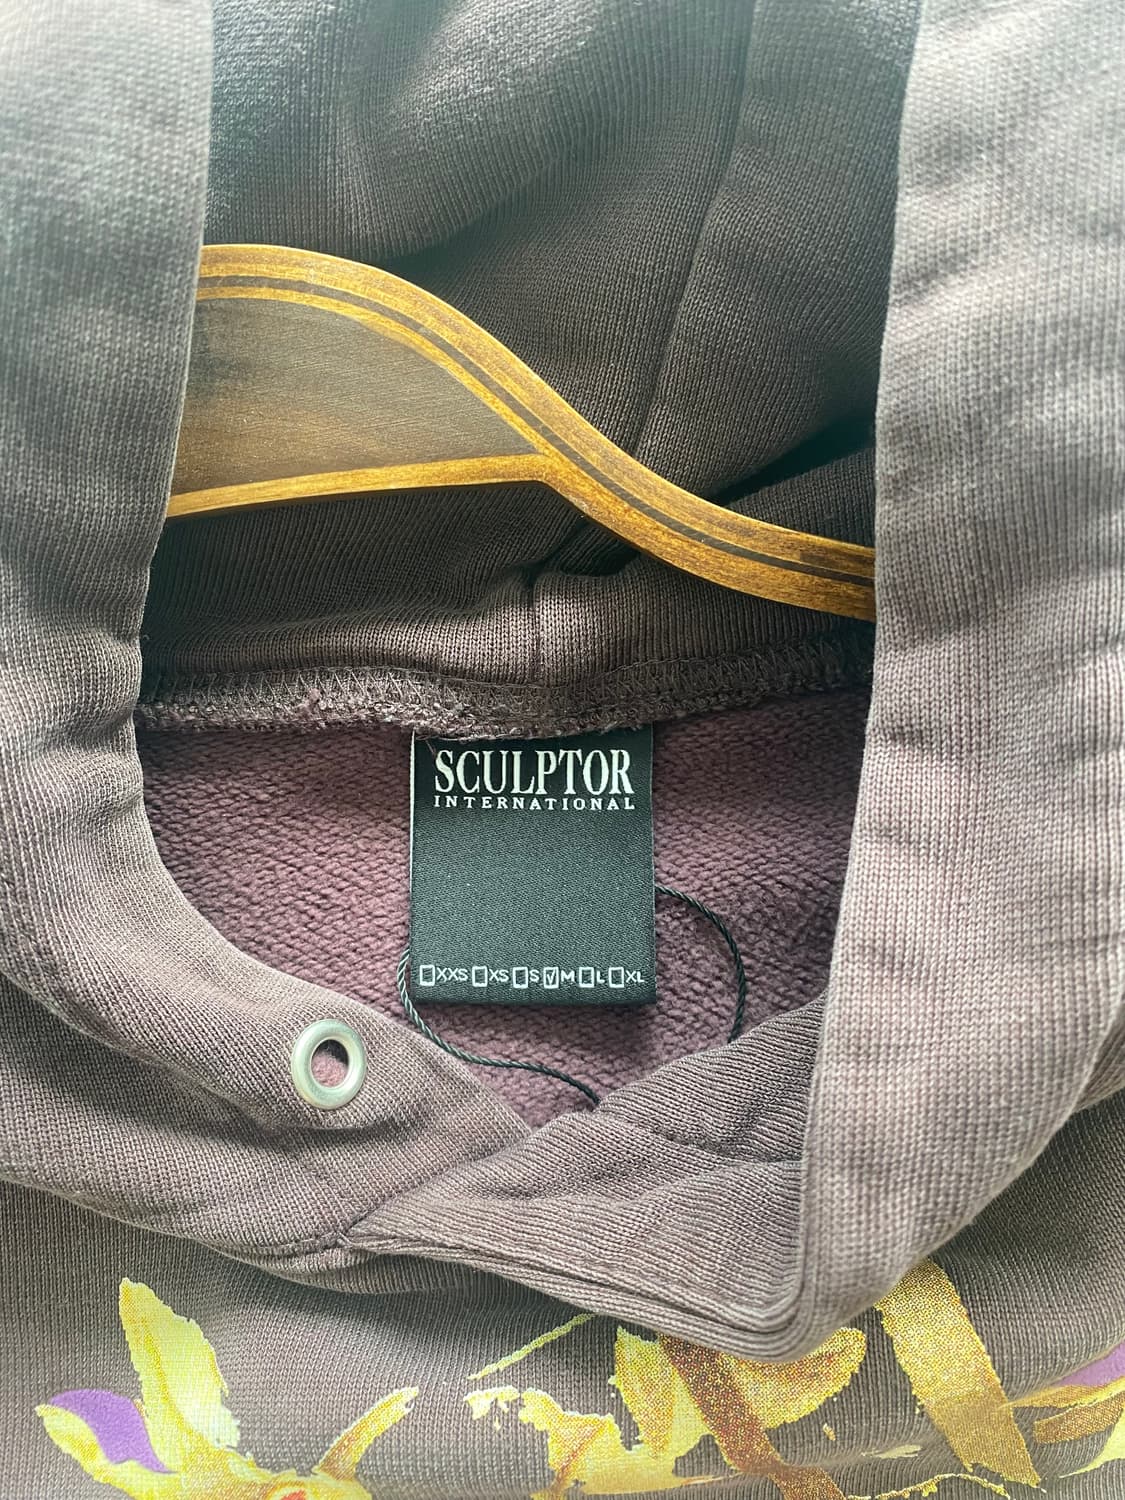 SCULPTOR
INTERNATIONAL
☐XXS ☐XS ☐S ☑M ☐L ☐XL